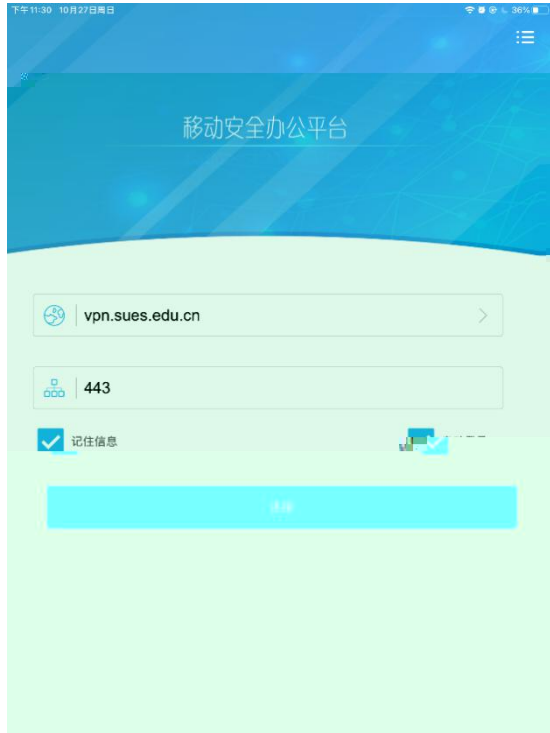 下午11:30 10月27日周日
36%
移动安全办公平台
vpn.sues.edu.cn
443
记住信息